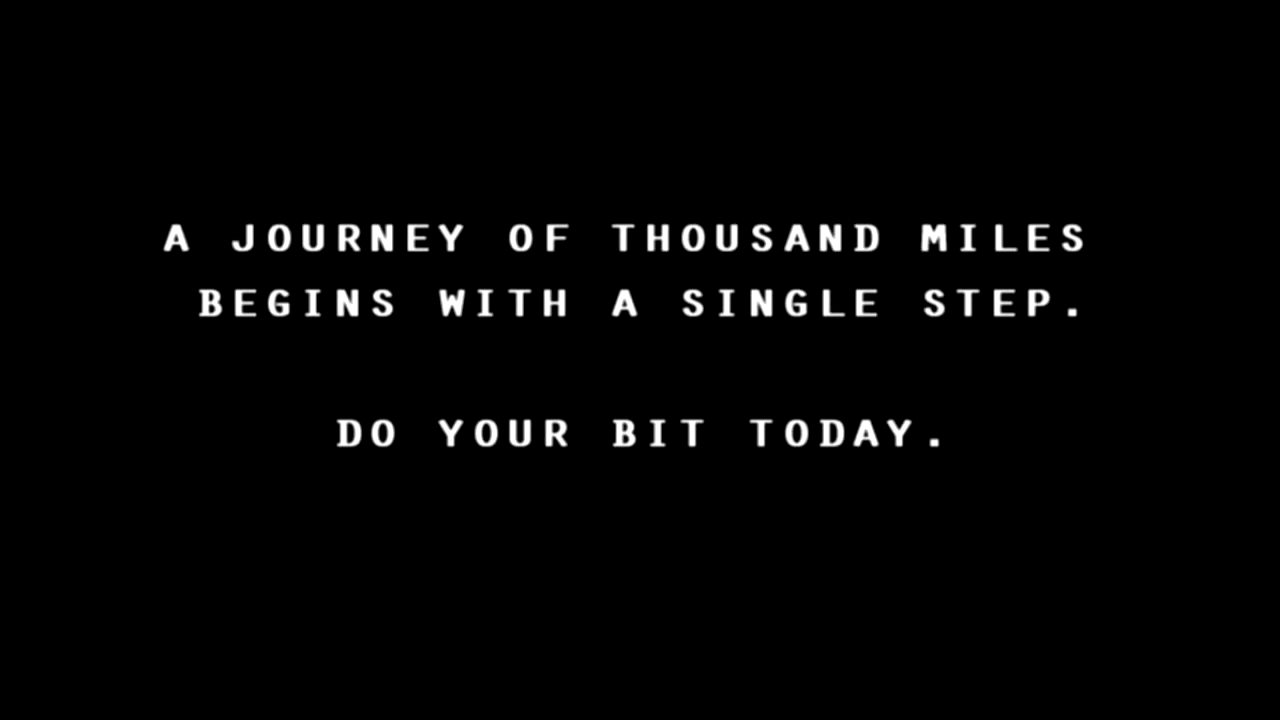 A JOURNEY OF THOUSAND MILES
BEGINS WITH A SINGLE STEP.
DO YOUR BIT TODAY.